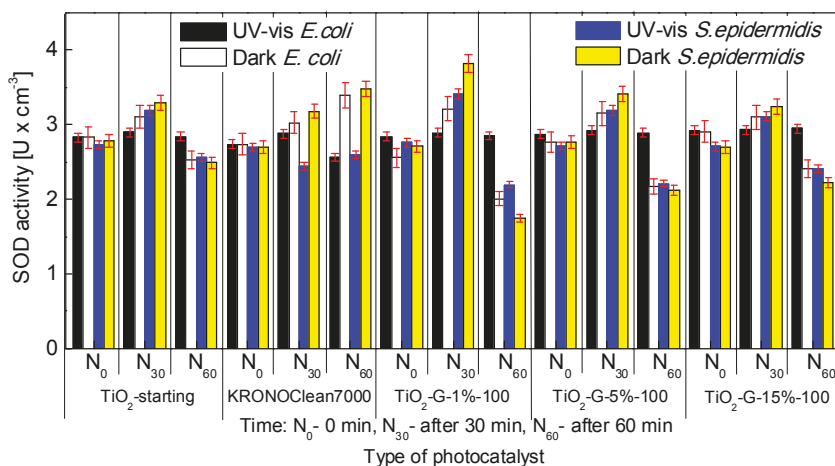 UV-vis E.coli
Dark E. coli
UV-vis S.epidermidis
Dark S.epidermidis
SOD activity [U x cm-3]
4
3
2
1
0
N0 N30 N60 N0 N30 N60 N0 N30 N60 N0 N30 N60 N0 N30 N60
TiO2-starting KRONOClean7000 TiO2-G-1%-100 TiO2-G-5%-100 TiO2-G-15%-100
Time: N0- 0 min, N30- after 30 min, N60- after 60 min
Type of photocatalyst